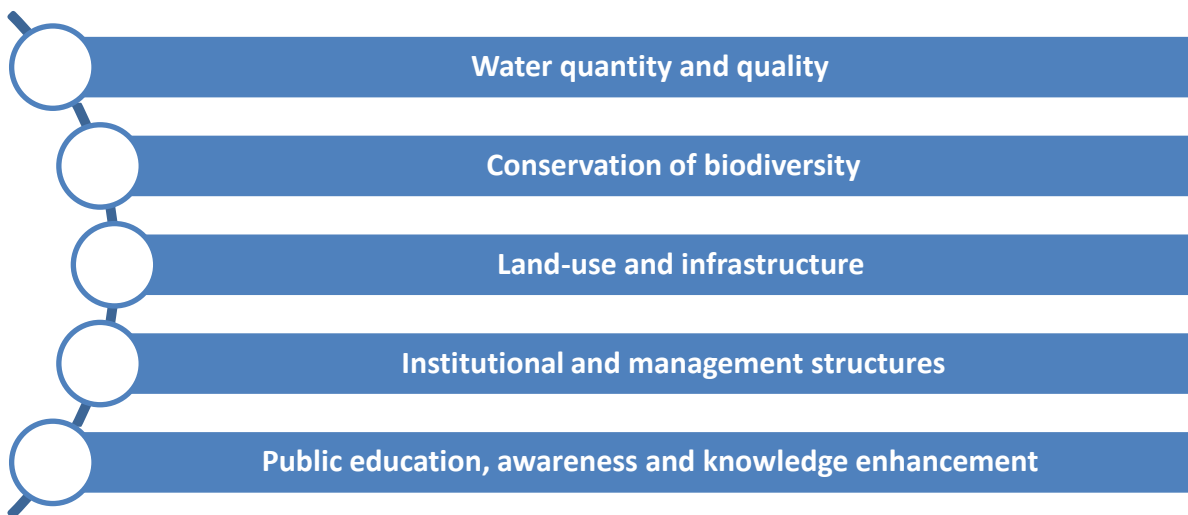 Water quantity and quality
Conservation of biodiversity
Land-use and infrastructure
Institutional and management structures
Public education, awareness and knowledge enhancement